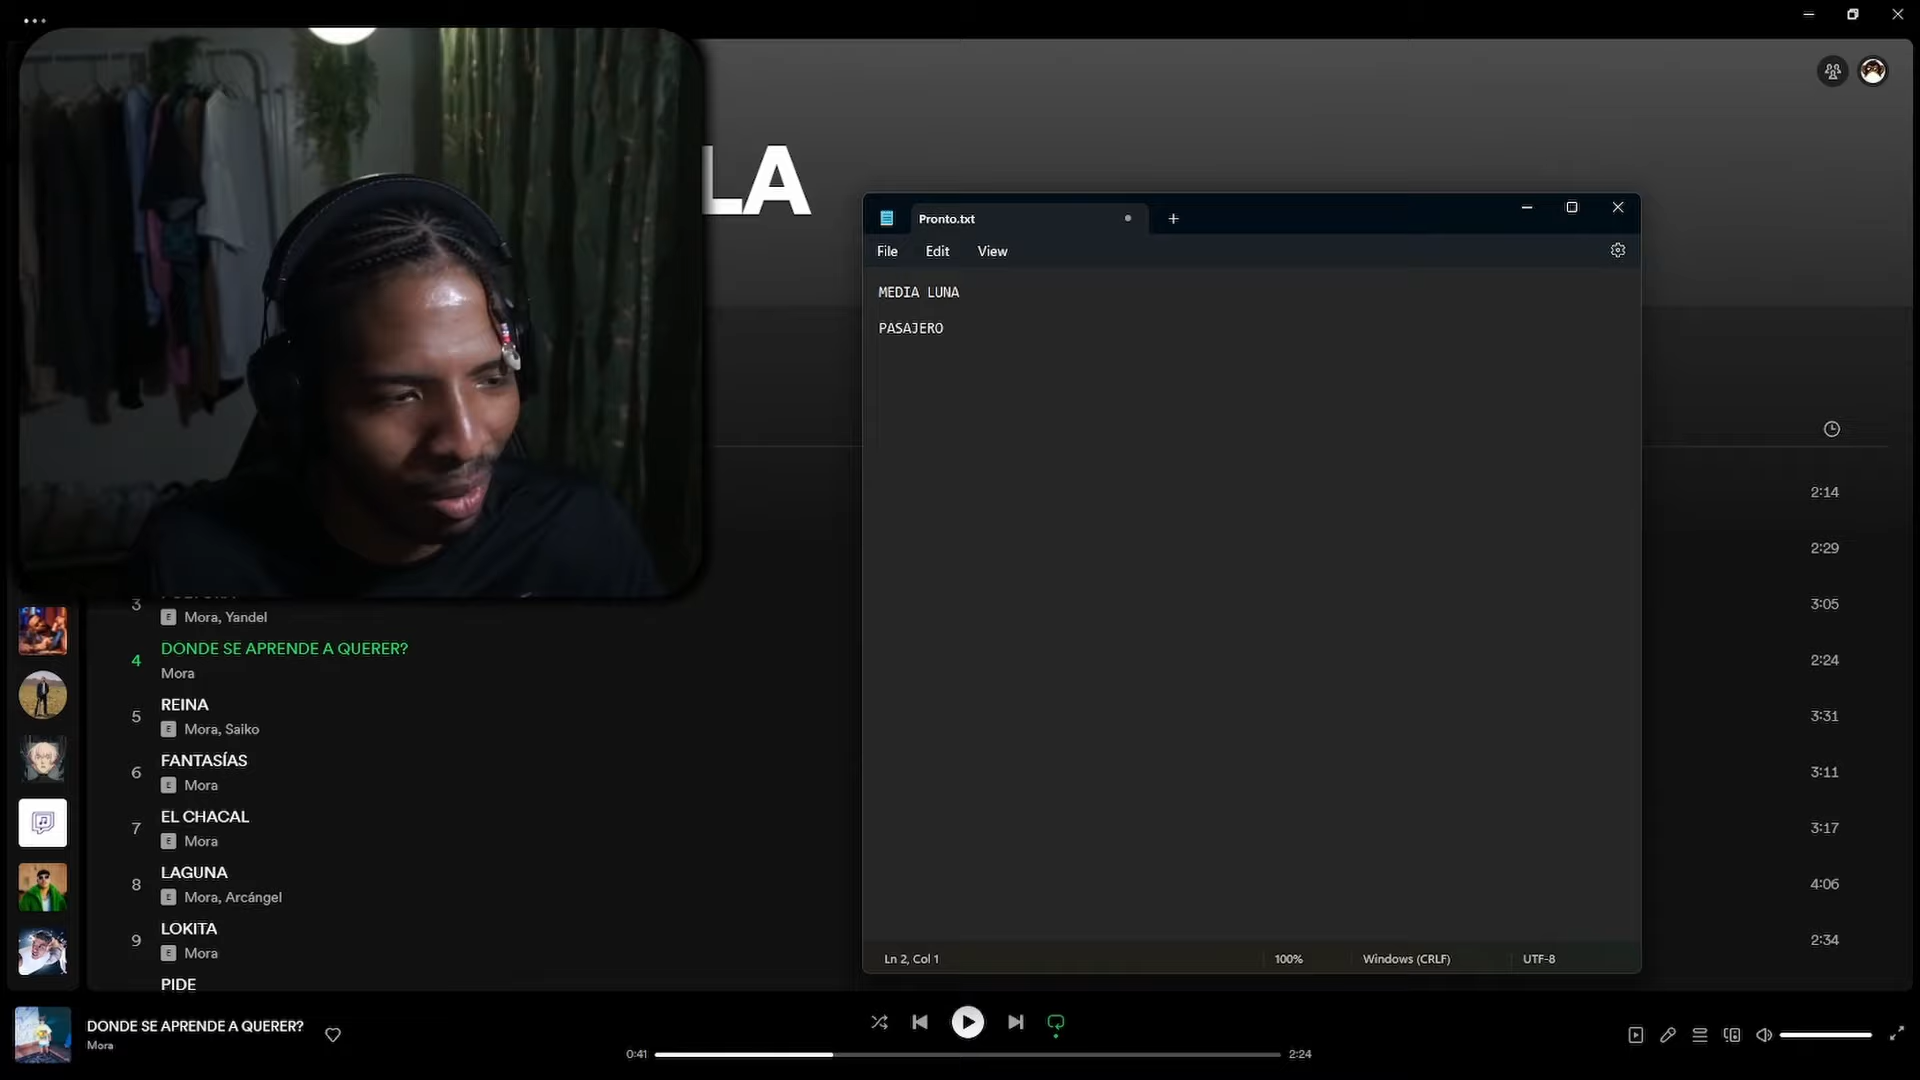 LA
Pronto.txt
File Edit View
MEDIA LUNA
PASAJERO
2:14
2:29
3 3:05
Mora, Yandel
DONDE SE APRENDE A QUERER?
4 2:24
Mora
REINA
5 3:31
E Mora, Saiko
FANTASÍAS
6 3:11
E Mora
EL CHACAL
7 3:17
E Mora
LAGUNA
8 4:06
E Mora, Arcángel
LOKITA
9 2:34
E Mora
PIDE
Ln 2, Col 1 100% Windows (CRLF) UTF-8
DONDE SE APRENDE A QUERER?
Mora
0:41 2:24